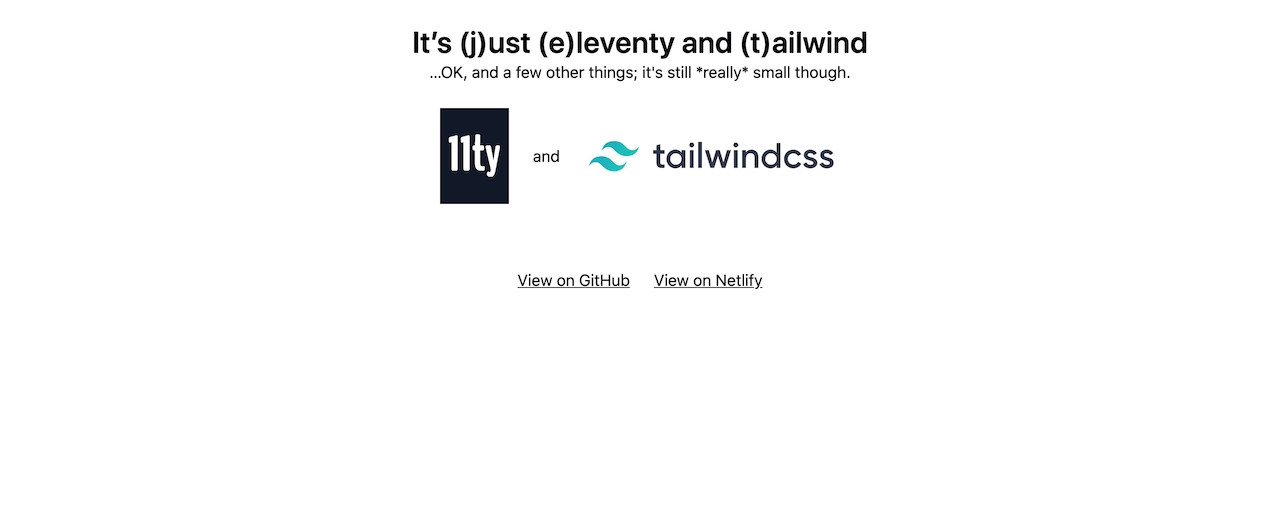 It’s (j)ust (e)leventy and (t)ailwind
...OK, and a few other things; it's still *really* small though.
11ty and tailwindcss
View on GitHub View on Netlify